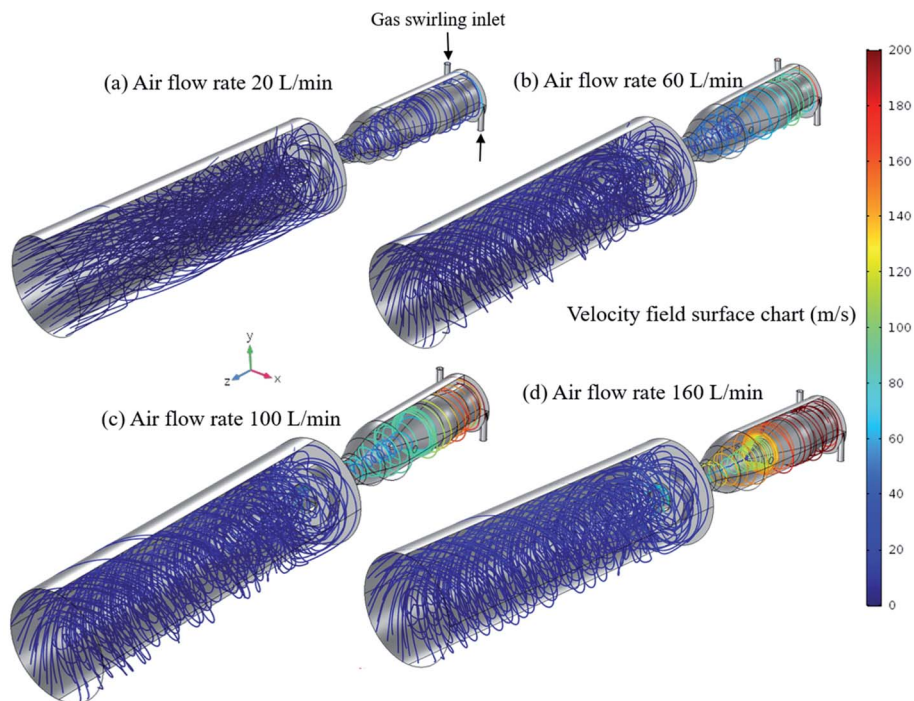 Gas swirling inlet
(a) Air flow rate 20 L/min
(b) Air flow rate 60 L/min
200
180
160
140
120
100
80
60
40
20
0
Velocity field surface chart (m/s)
y
z
x
(c) Air flow rate 100 L/min
(d) Air flow rate 160 L/min